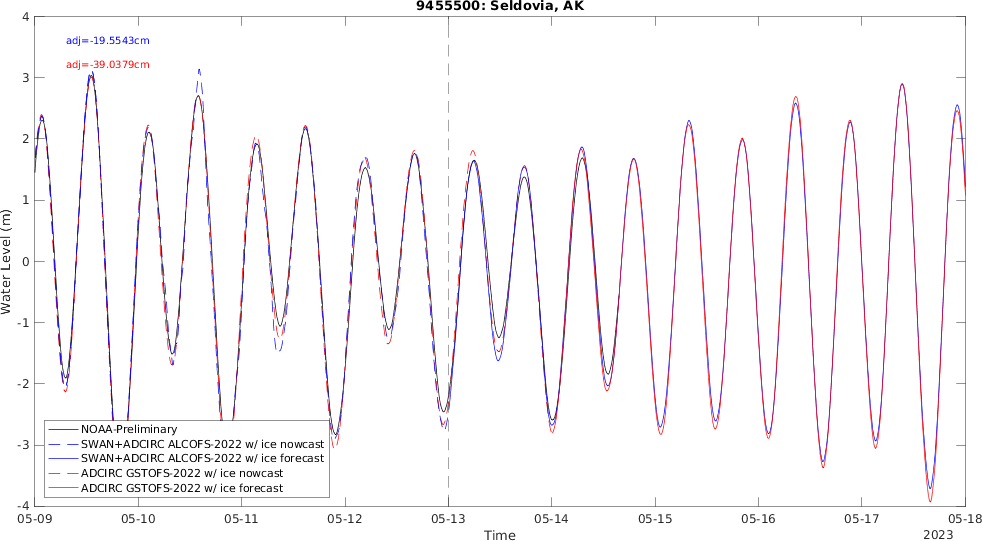 9455500: Seldovia, AK
adj=-19.5543cm
adj=-39.0379cm
4
3
2
1
0
-1
-2
-3
-4
Water Level (m)
NOAA-Preliminary
SWAN+ADCIRC ALCOFS-2022 w/ ice nowcast
SWAN+ADCIRC ALCOFS-2022 w/ ice forecast
ADCIRC GSTOFS-2022 w/ ice nowcast
ADCIRC GSTOFS-2022 w/ ice forecast
05-09 05-10 05-11 05-12 05-13 05-14 05-15 05-16 05-17 05-18
Time
2023